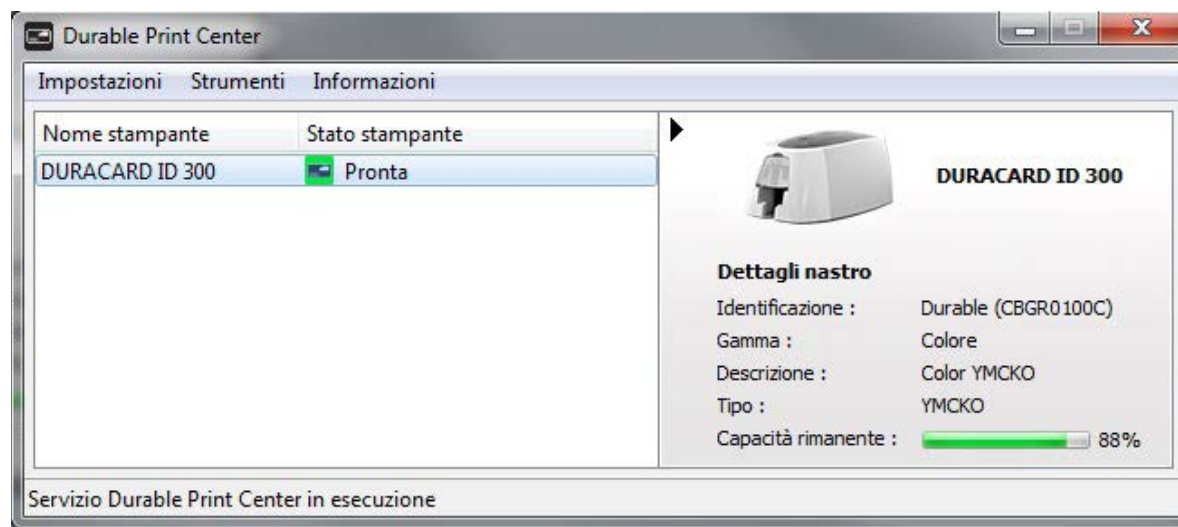 Durable Print Center
Impostazioni Strumenti Informazioni
Nome stampante Stato stampante
DURACARD ID 300 Pronta
DURACARD ID 300
Dettagli nastro
Identificazione : Durable (CBGR0100C)
Gamma : Colore
Descrizione : Color YMCKO
Tipo : YMCKO
Capacità rimanente : 88%
Servizio Durable Print Center in esecuzione